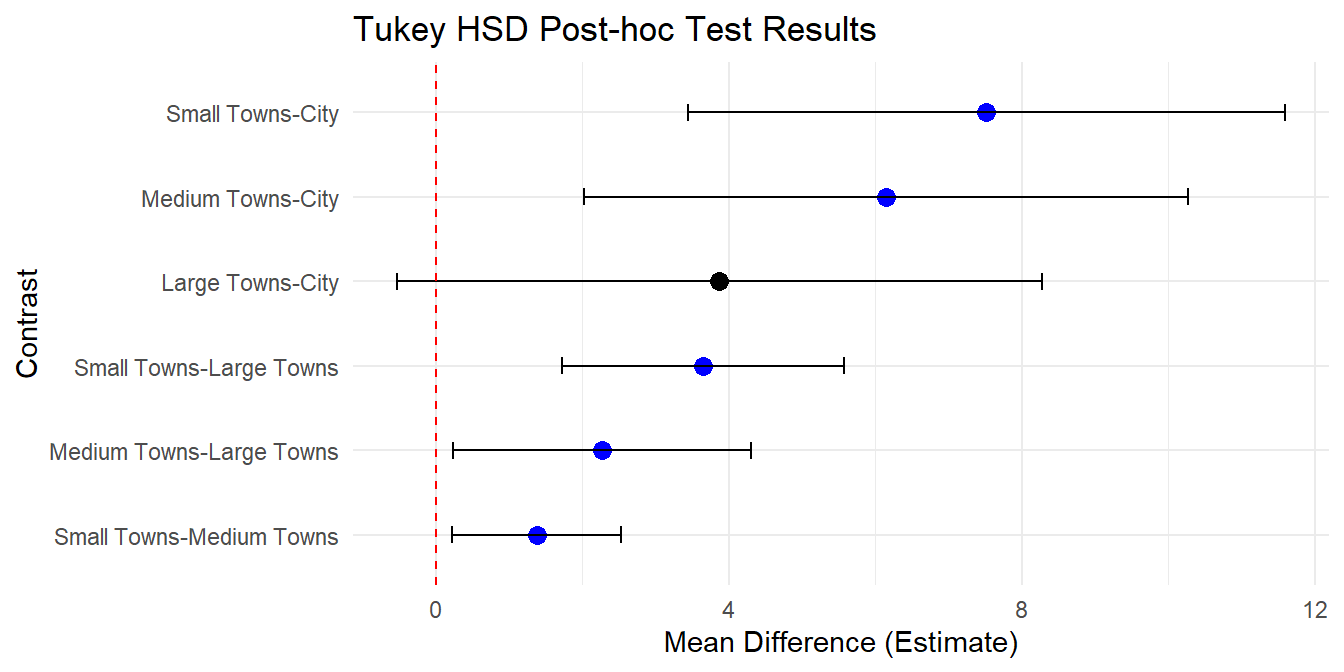 Tukey HSD Post-hoc Test Results
Contrast
Small Towns-City
Medium Towns-City
Large Towns-City
Small Towns-Large Towns
Medium Towns-Large Towns
Small Towns-Medium Towns
0 4 8 12
Mean Difference (Estimate)